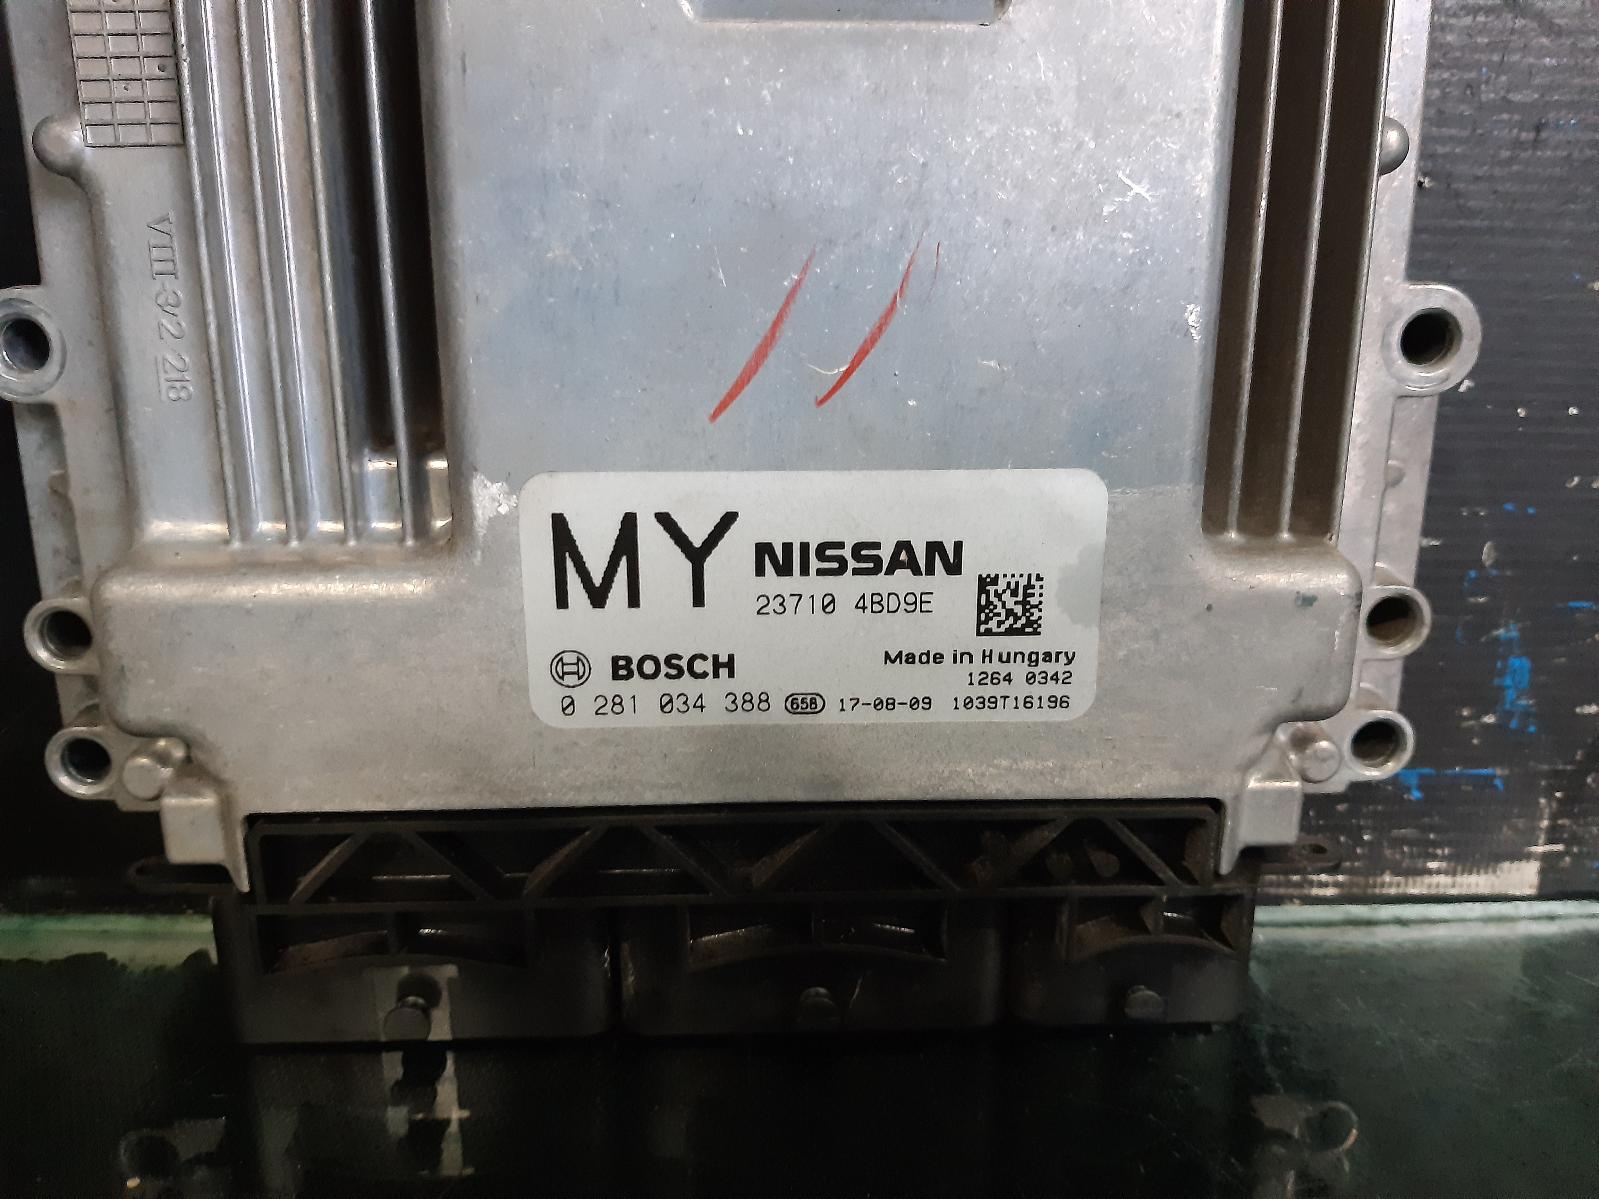 VIII-3/2 218
MY NISSAN
23710 4BD9E
BOSCH
Made in Hungary
1264 0342
0 281 034 388 658 17-08-09 1039T16196